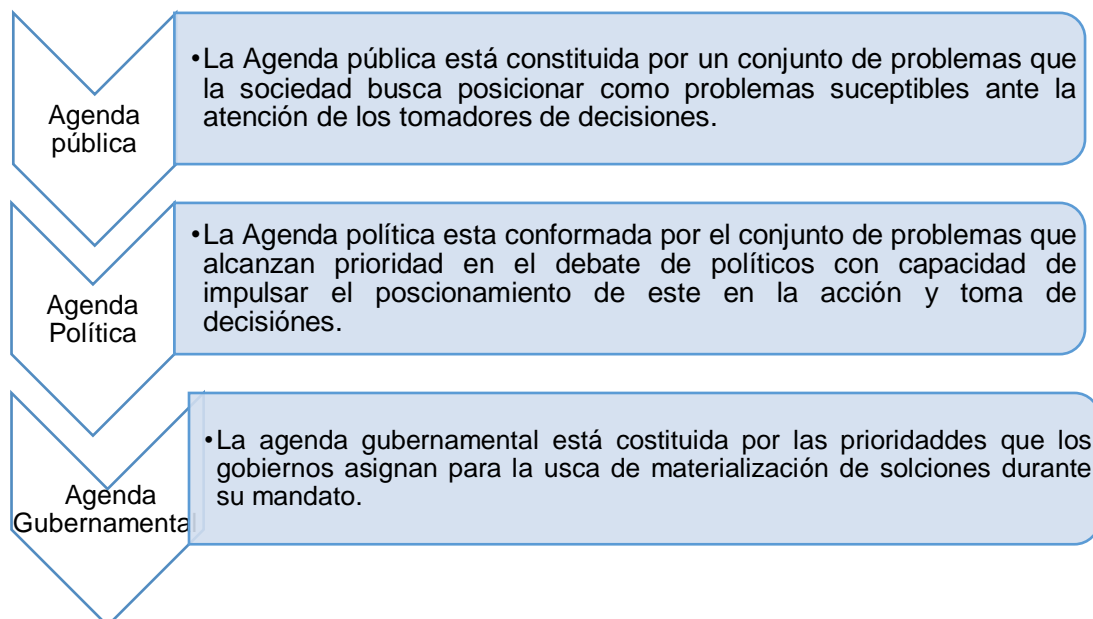 Agenda
pública
•La Agenda pública está constituida por un conjunto de problemas que
la sociedad busca posicionar como problemas suceptibles ante la
atención de los tomadores de decisiones.
Agenda
Política
•La Agenda política esta conformada por el conjunto de problemas que
alcanzan prioridad en el debate de políticos con capacidad de
impulsar el poscionamiento de este en la acción y toma de
decisiónes.
Agenda
Gubernamental
•La agenda gubernamental está costituida por las prioridaddes que los
gobiernos asignan para la usca de materialización de solciones durante
su mandato.